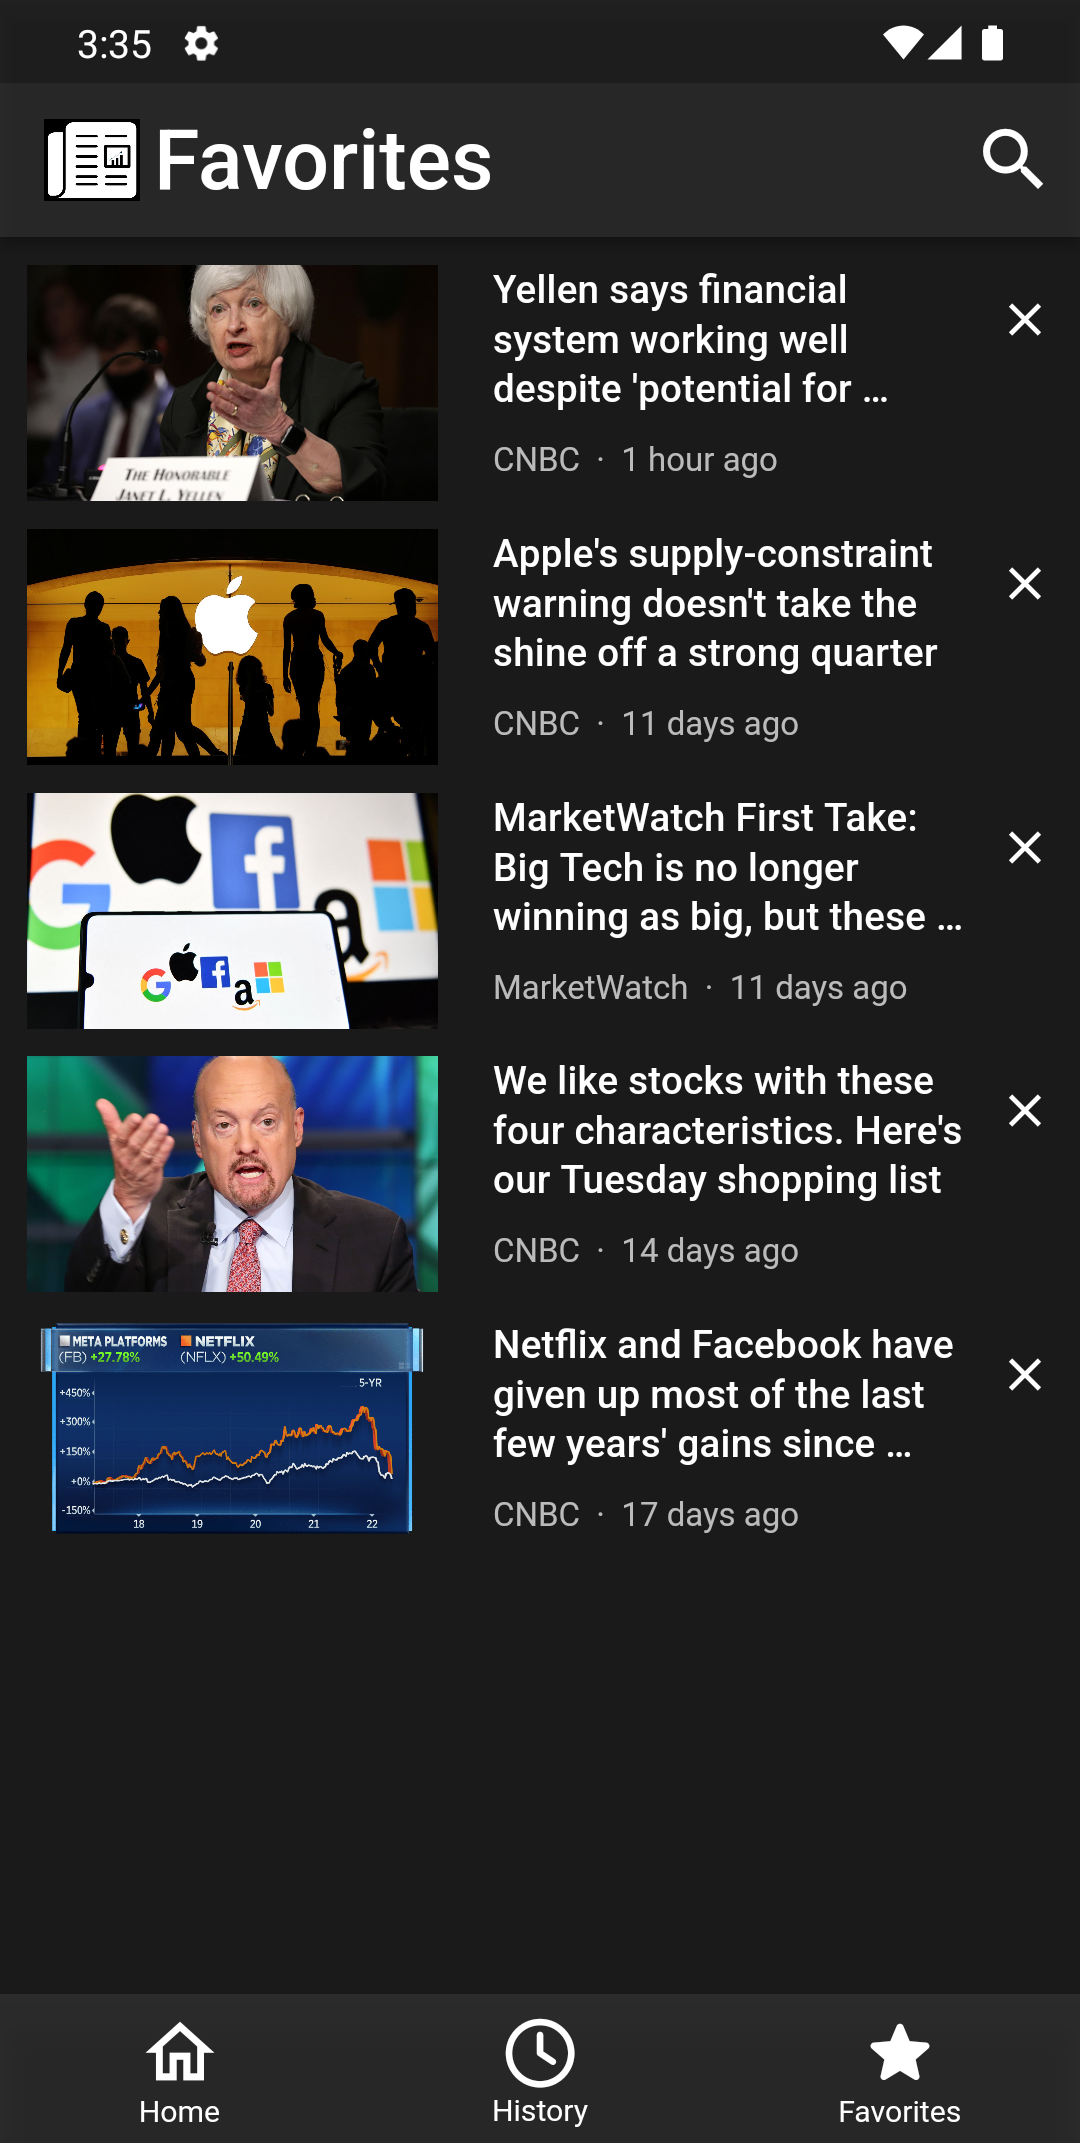 3:35
Favorites
THE HONORABLE
JANET L. YELLEN
Yellen says financial
system working well
despite 'potential for ...
CNBC · 1 hour ago
Apple's supply-constraint
warning doesn't take the
shine off a strong quarter
CNBC · 11 days ago
MarketWatch First Take:
Big Tech is no longer
winning as big, but these ...
MarketWatch · 11 days ago
We like stocks with these
four characteristics. Here's
our Tuesday shopping list
CNBC · 14 days ago
META PLATFORMS NETFLIX
(FB) +27.78% (NFLX) +50.49%
5-YR
+450%
+300%
+150%
+0%
-150%
18 19 20 21 22
Netflix and Facebook have
given up most of the last
few years' gains since ...
CNBC · 17 days ago
Home History Favorites